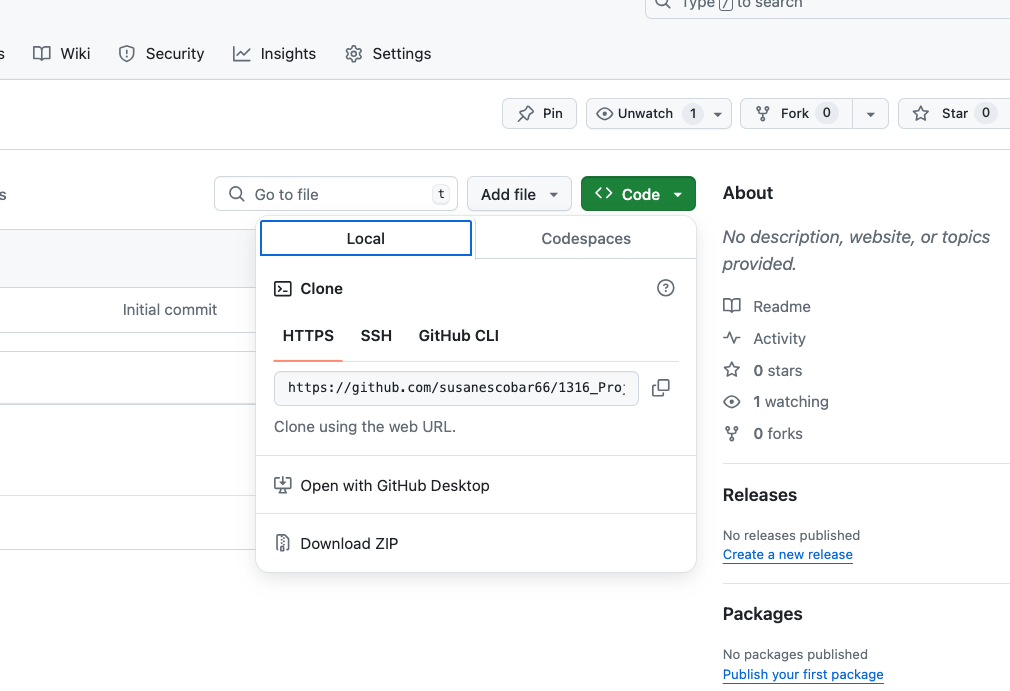 Type / to search
s
Wiki
Security
Insights
Settings
Pin
Unwatch 1
Fork 0
Star 0
s
Go to file
t
Add file
Code
Local
Codespaces
Clone
HTTPS
SSH
GitHub CLI
https://github.com/susanescobar66/1316_Pro
Clone using the web URL.
Open with GitHub Desktop
Download ZIP
Initial commit
About
No description, website, or topics
provided.
Readme
Activity
0 stars
1 watching
0 forks
Releases
No releases published
Create a new release
Packages
No packages published
Publish your first package